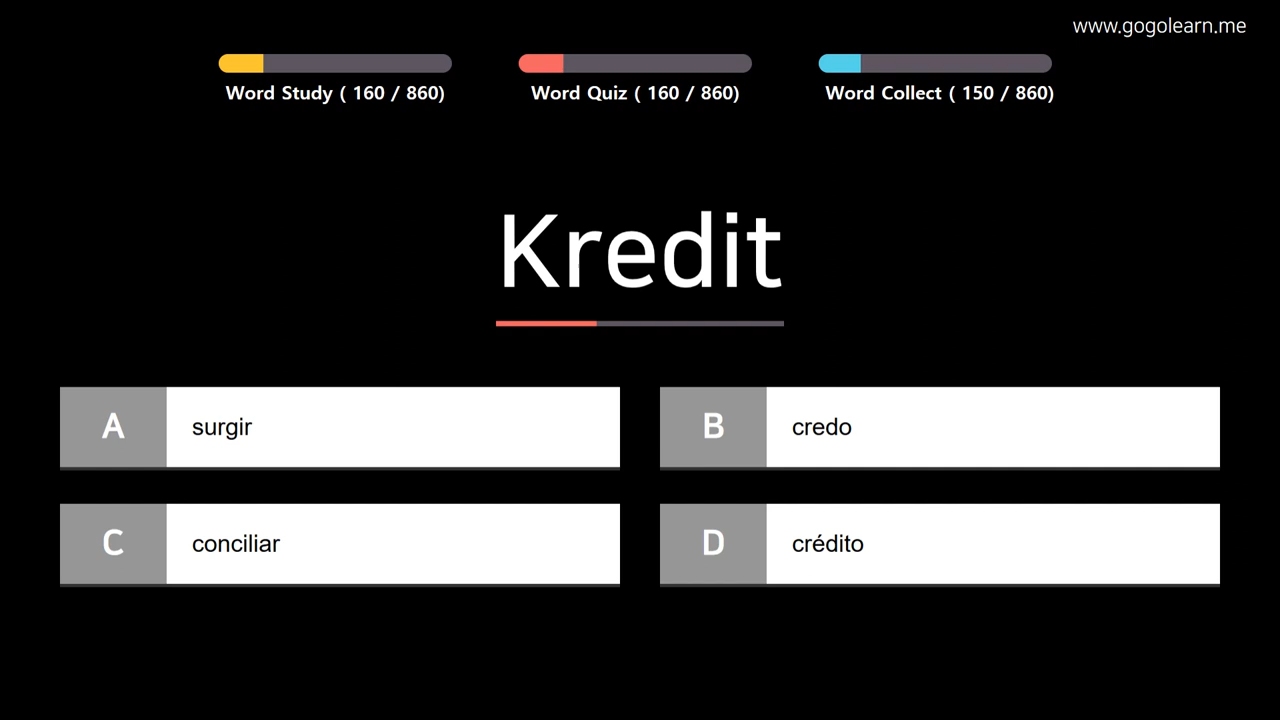 www.gogolearn.me
Word Study ( 160 / 860)
Word Quiz ( 160 / 860)
Word Collect ( 150 / 860)
Kredit
A surgir
B credo
C conciliar
D crédito